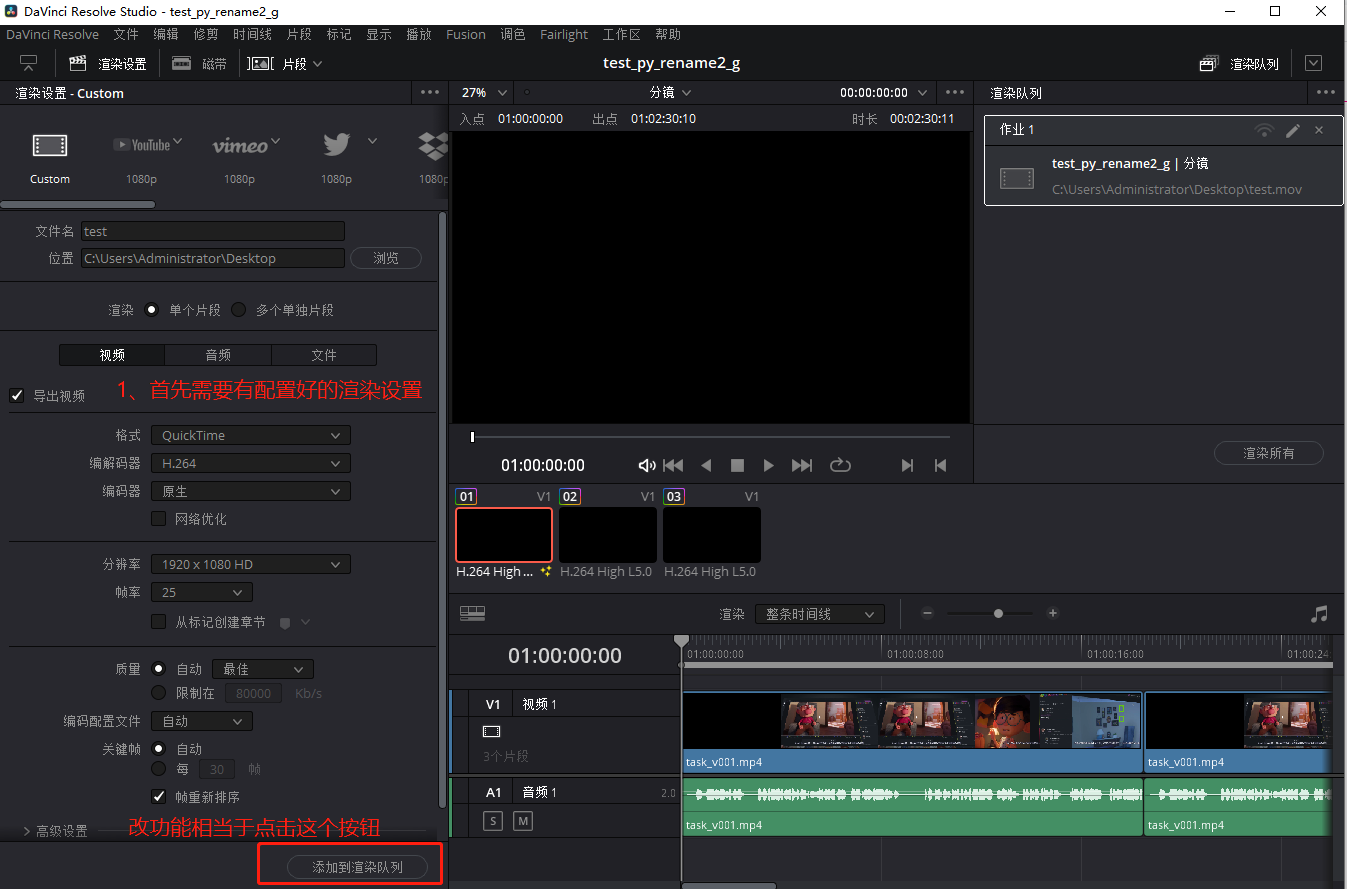 DaVinci Resolve Studio - test_py_rename2_g
DaVinci Resolve 文件 编辑 修剪 时间线 片段 标记 显示 播放 Fusion 调色 Fairlight 工作区 帮助
渲染设置 磁带 片段 test_py_rename2_g 渲染队列
渲染设置 - Custom
27% 分镜 00:00:00:00
渲染队列
入点 01:00:00:00 出点 01:02:30:10 时长 00:02:30:11
YouTube vimeo
Custom 1080p 1080p 1080p 1080p
作业 1
test_py_rename2_g | 分镜
C:\Users\Administrator\Desktop\test.mov
渲染所有
文件名 test
位置 C:\Users\Administrator\Desktop 浏览
渲染 单个片段 多个单独片段
视频 音频 文件
1、首先需要有配置好的渲染设置
导出视频
格式 QuickTime
编解码器 H.264
编码器 原生
网络优化
分辨率 1920 x 1080 HD
帧率 25
从标记创建章节
质量 自动 最佳
限制在 80000 Kb/s
编码配置文件 自动
关键帧 自动
每 30 帧
帧重新排序
高级设置
改功能相当于点击这个按钮
添加到渲染队列
01:00:00:00
01 V1 02 V1 03 V1
H.264 High ... H.264 High L5.0 H.264 High L5.0
渲染 整条时间线
01:00:00:00
01:00:00:00 01:00:08:00 01:00:16:00 01:00:24:
V1 视频 1
3个片段
task_v001.mp4 task_v001.mp4
A1 音频 1 2.0
S M
task_v001.mp4 task_v001.mp4